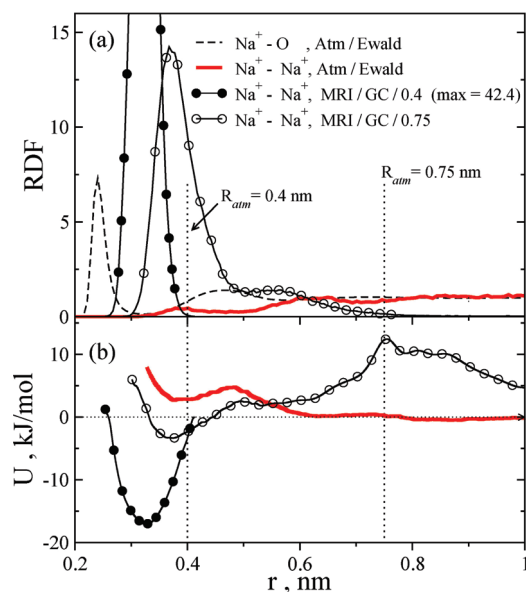 (a)
Na+ - O , Atm / Ewald
Na+ - Na+, Atm / Ewald
Na+ - Na+, MRI / GC / 0.4 (max = 42.4)
Na+ - Na+, MRI / GC / 0.75
15
10
5
0
RDF
R_atm = 0.4 nm
R_atm = 0.75 nm
(b)
10
0
-10
-20
U, kJ/mol
0.2 0.4 0.6 0.8 1
r , nm